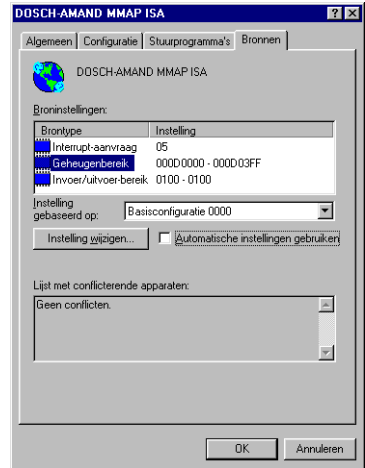 DOSCH-AMAND MMAP ISA
Algemeen Configuratie Stuurprogramma's Bronnen
DOSCH-AMAND MMAP ISA
Broninstellingen:
Brontype Instelling
Interrupt-aanvraag 05
Geheugenbereik 000D0000 - 000D03FF
Invoer/uitvoer-bereik 0100 - 0100
Instelling
gebaseerd op: Basisconfiguratie 0000
Instelling wijzigen... Automatische instellingen gebruiken
Lijst met conflicterende apparaten:
Geen conflicten.
OK Annuleren